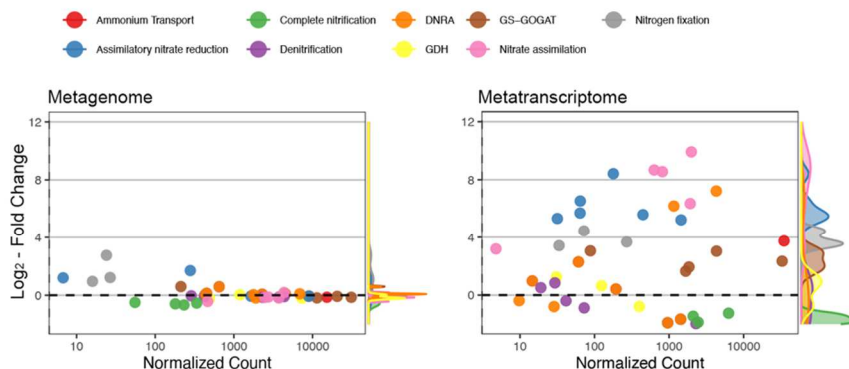 Ammonium Transport Complete nitrification DNRA GS-GOGAT Nitrogen fixation
Assimilatory nitrate reduction Denitrification GDH Nitrate assimilation
Metagenome
Metatranscriptome
Log2 - Fold Change
12
8
4
0
10 100 1000 10000
Normalized Count
12
8
4
0
10 100 1000 10000
Normalized Count